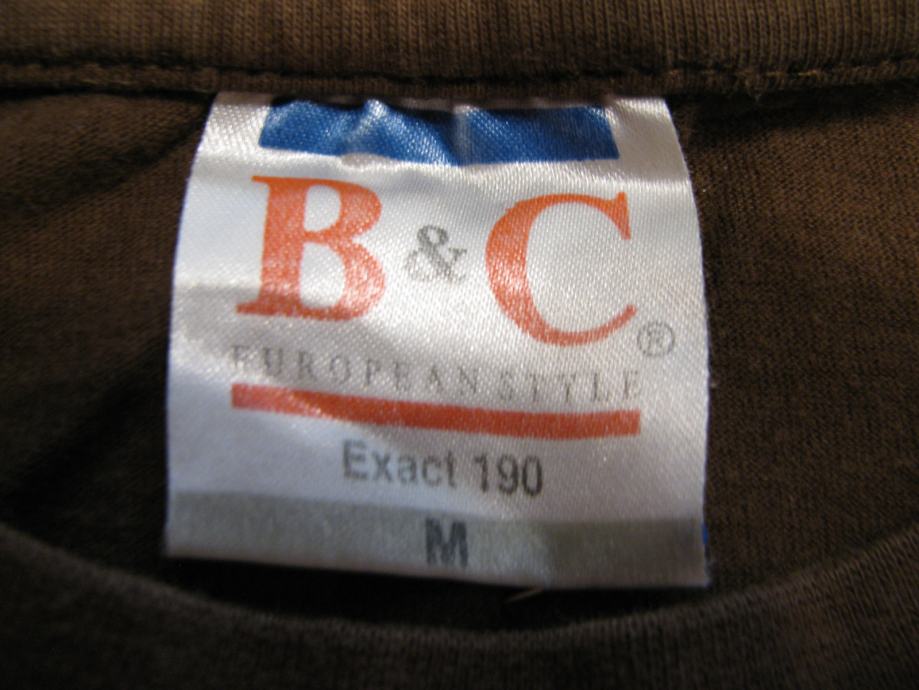 B & C ®
EUROPEAN STYLE
Exact 190
M